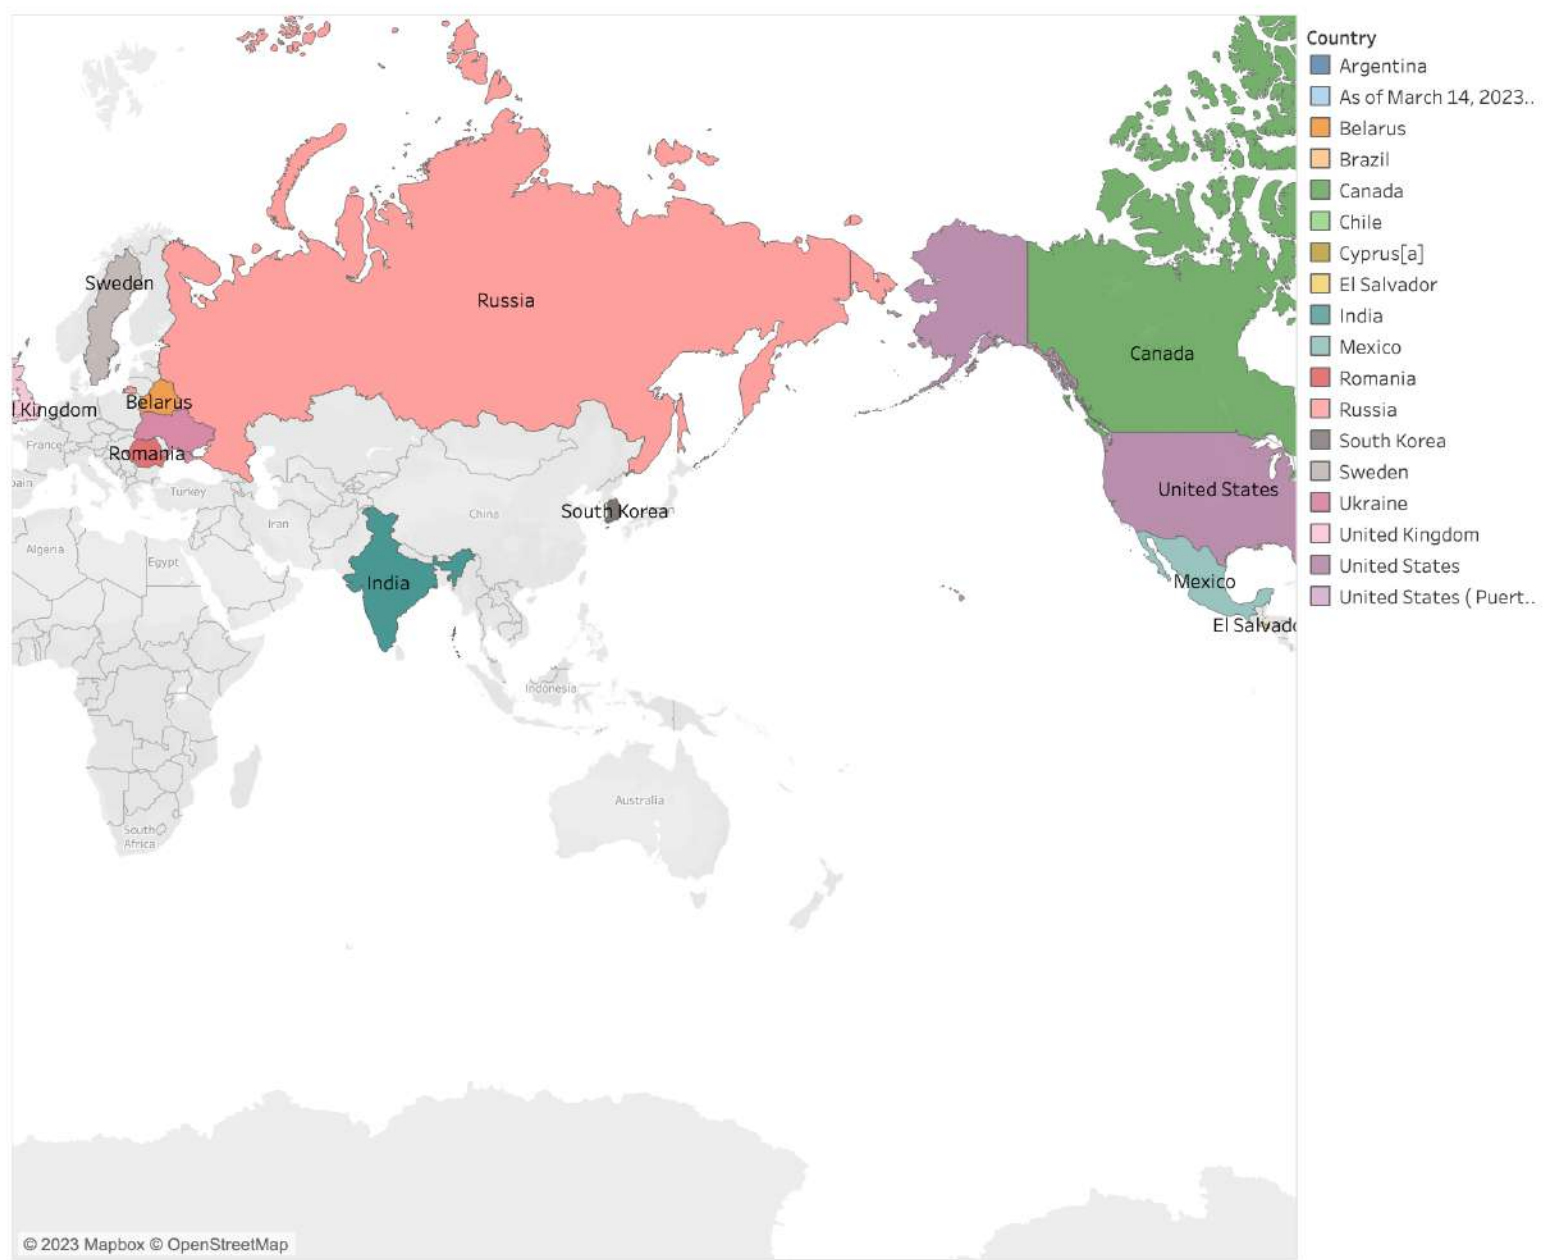 Country
Argentina
As of March 14, 2023..
Belarus
Brazil
Canada
Chile
Cyprus[a]
El Salvador
India
Mexico
Romania
Russia
South Korea
Sweden
Ukraine
United Kingdom
United States
United States ( Puert..
Sweden
Russia
Canada
l Kingdom
Belarus
France
Romania
ain
Turkey
United States
South Korea
China
Iran
Algeria
Egypt
India
Mexico
El Salvado
Indonesia
Australia
South
Africa
© 2023 Mapbox © OpenStreetMap